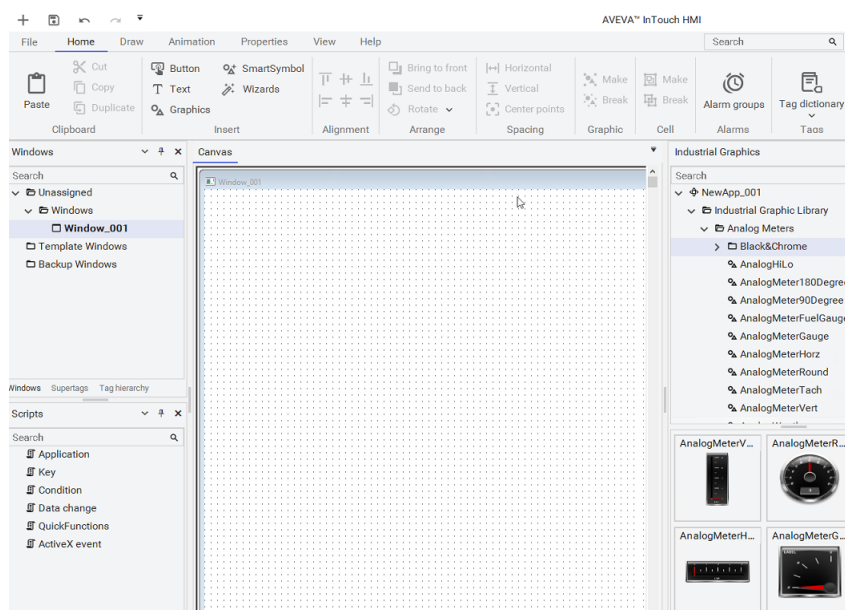 AVEVA™ InTouch HMI
File Home Draw Animation Properties View Help Search
Paste
Cut
Copy
Duplicate
Clipboard
Button
Text
Graphics
SmartSymbol
Wizards
Insert
Alignment
Bring to front
Send to back
Rotate
Arrange
Horizontal
Vertical
Center points
Spacing
Make
Break
Graphic
Make
Break
Cell
Alarm groups
Alarms
Tag dictionary
Tags
Windows
Search
Unassigned
Windows
Window_001
Template Windows
Backup Windows
Windows Supertags Tag hierarchy
Scripts
Search
Application
Key
Condition
Data change
QuickFunctions
ActiveX event
Canvas
Window_001
Industrial Graphics
Search
NewApp_001
Industrial Graphic Library
Analog Meters
Black&Chrome
AnalogHiLo
AnalogMeter180Degree
AnalogMeter90Degree
AnalogMeterFuelGauge
AnalogMeterGauge
AnalogMeterHorz
AnalogMeterRound
AnalogMeterTach
AnalogMeterVert
AnalogMeterV... AnalogMeterR...
AnalogMeterH... AnalogMeterG...